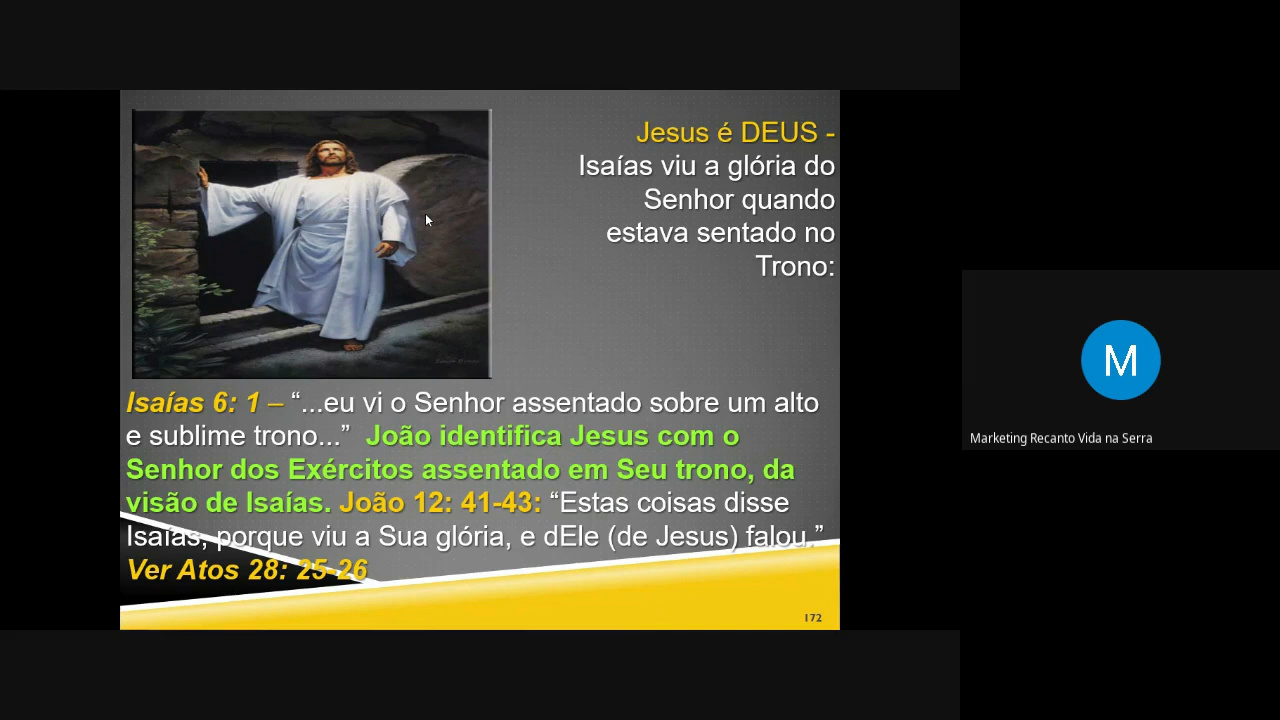 Jesus é DEUS -
Isaías viu a glória do
Senhor quando
estava sentado no
Trono:
Isaías 6: 1 – “...eu vi o Senhor assentado sobre um alto
e sublime trono...” João identifica Jesus com o
Senhor dos Exércitos assentado em Seu trono, da
visão de Isaías. João 12: 41-43: “Estas coisas disse
Isaías, porque viu a Sua glória, e dEle (de Jesus) falou.”
Ver Atos 28: 25-26
172
M
Marketing Recanto Vida na Serra